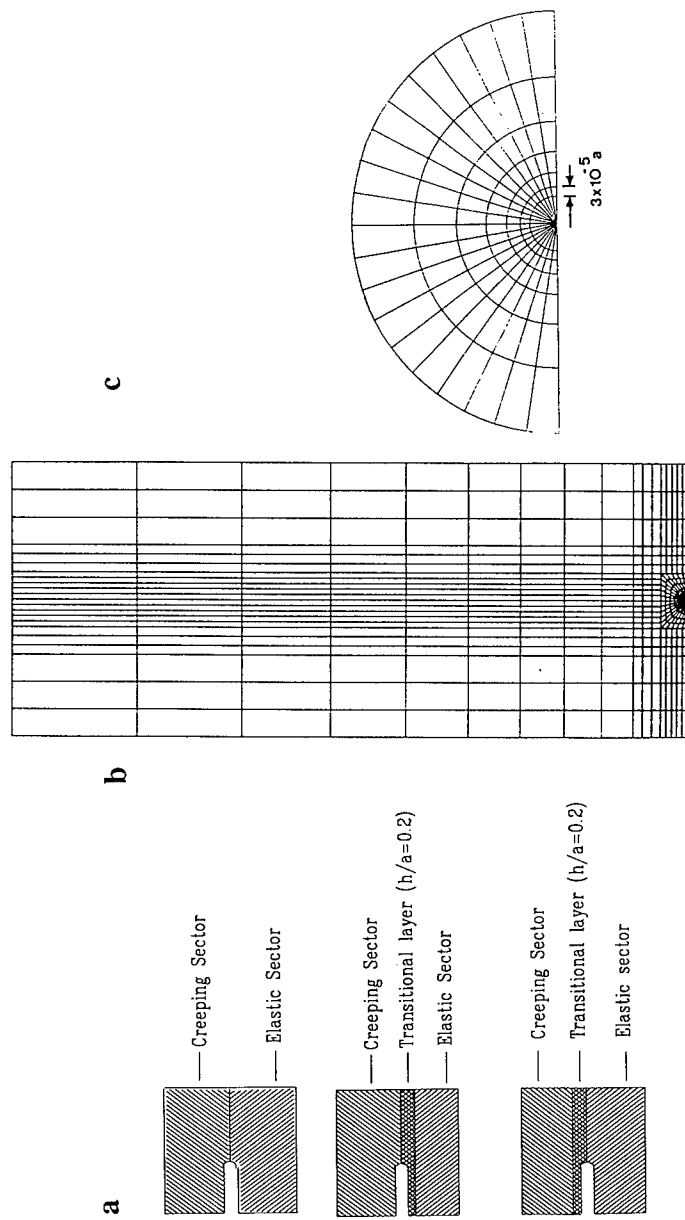 a
Creeping Sector
Elastic Sector
Creeping Sector
Transitional layer (h/a=0.2)
Elastic Sector
Creeping Sector
Transitional layer (h/a=0.2)
Elastic sector
b
c
3x10⁻⁵a